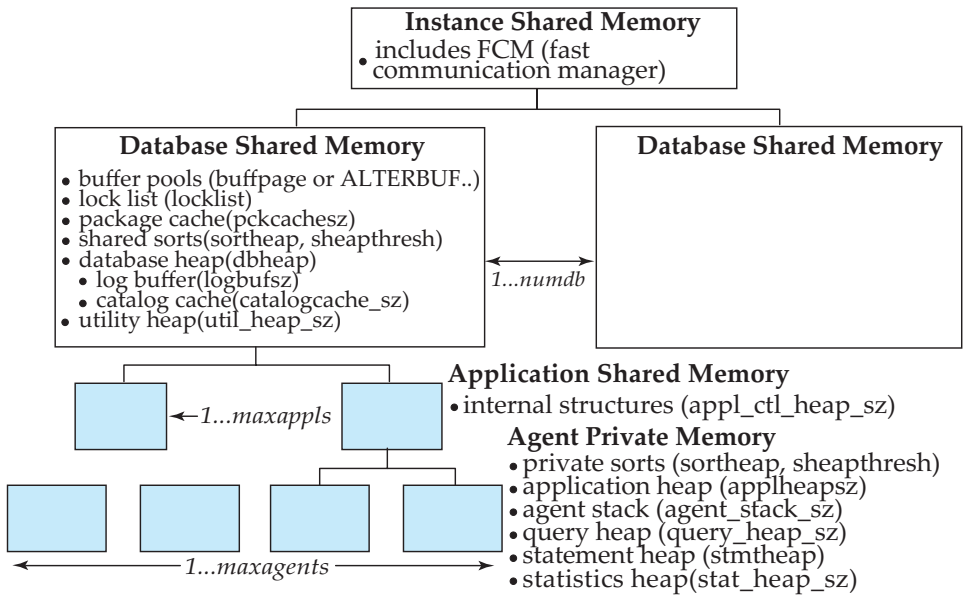 Instance Shared Memory
• includes FCM (fast
communication manager)
Database Shared Memory
• buffer pools (buffpage or ALTERBUF..)
• lock list (locklist)
• package cache(pckcachesz)
• shared sorts(sortheap, sheapthresh)
• database heap(dbheap)
• log buffer(logbufsz)
• catalog cache(catalogcache_sz)
• utility heap(util_heap_sz)
1...numdb
Database Shared Memory
1...maxappls
Application Shared Memory
• internal structures (appl_ctl_heap_sz)
Agent Private Memory
• private sorts (sortheap, sheapthresh)
• application heap (applheapsz)
• agent stack (agent_stack_sz)
• query heap (query_heap_sz)
• statement heap (stmtheap)
• statistics heap(stat_heap_sz)
1...maxagents